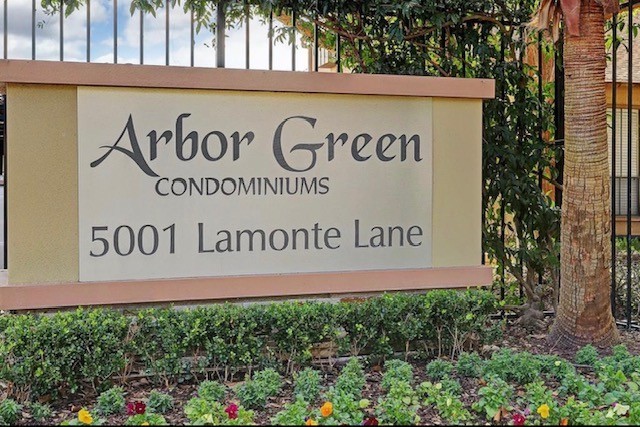 Arbor Green
CONDOMINIUMS
5001 Lamonte Lane